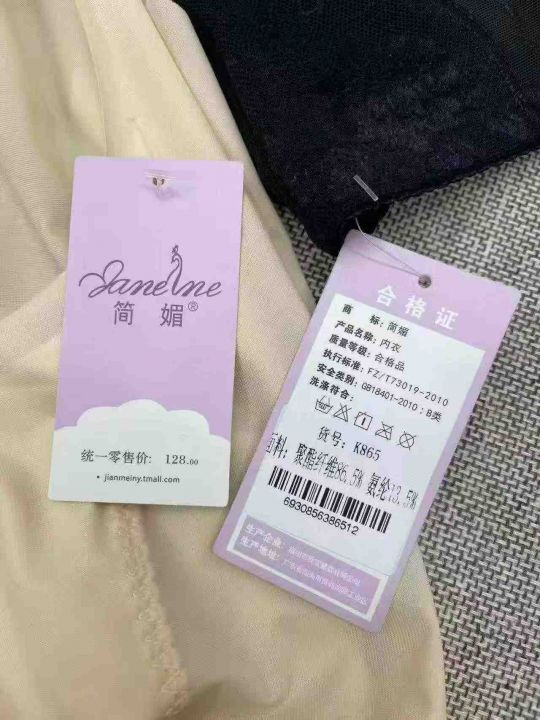 Janeine
简媚®
统一零售价: 128.00
jianmeiny.tmall.com
合格证
商 标: 简媚
产品名称: 内衣
质量等级: 合格品
执行标准: FZ/T73019-2010
安全类别: GB18401-2010; B类
洗涤符合:
货号: K865
面料: 聚酯纤维86.5% 氨纶13.5%
6930856386512
生产企业:
生产地址: